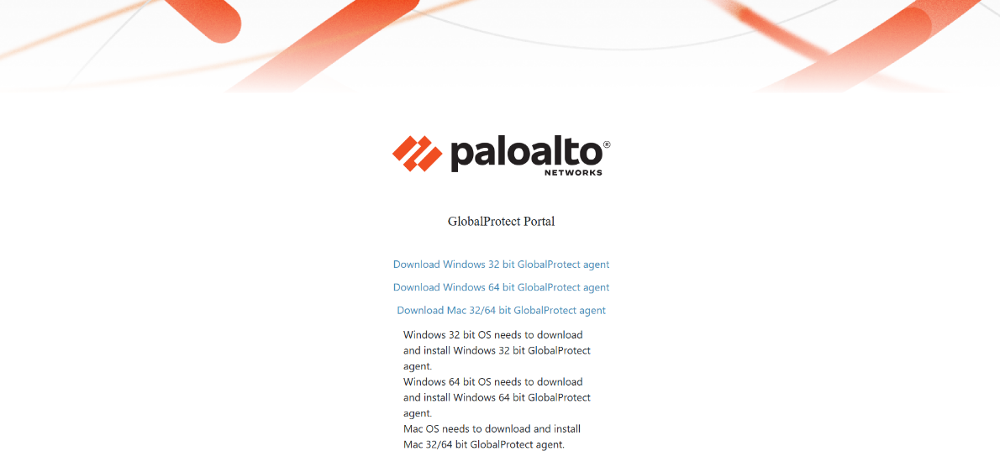 paloalto®
NETWORKS
GlobalProtect Portal
Download Windows 32 bit GlobalProtect agent
Download Windows 64 bit GlobalProtect agent
Download Mac 32/64 bit GlobalProtect agent
Windows 32 bit OS needs to download
and install Windows 32 bit GlobalProtect
agent.
Windows 64 bit OS needs to download
and install Windows 64 bit GlobalProtect
agent.
Mac OS needs to download and install
Mac 32/64 bit GlobalProtect agent.